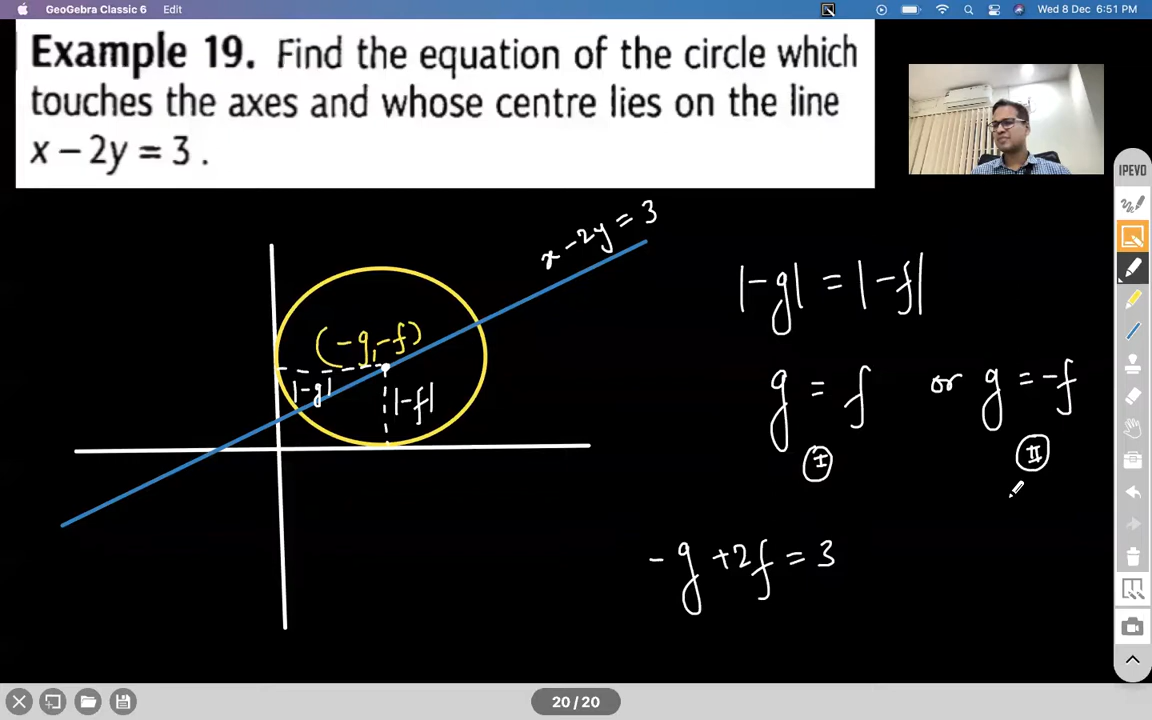 GeoGebra Classic 6 Edit Wed 8 Dec 6:51 PM
Example 19. Find the equation of the circle which
touches the axes and whose centre lies on the line
x – 2y = 3 .
IPEVO
x - 2y = 3
(-g, -f)
|-g|
|-f|
|-g| = |-f|
g = f or g = -f
I II
-g + 2f = 3
20 / 20